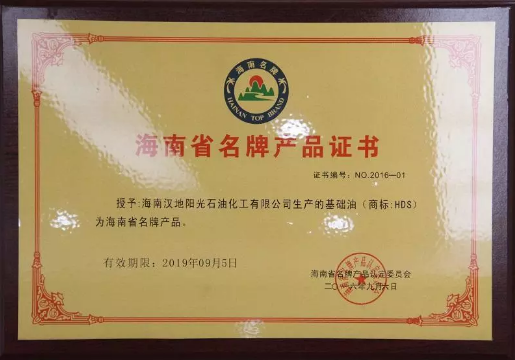 海南名牌
HAINAN TOP BRAND
海南省名牌产品证书
证书编号：NO.2016—01
授予:海南汉地阳光石油化工有限公司生产的基础油（商标:HDS）
为海南省名牌产品。
有效期限：2019年09月5日
海南省名牌产品认定委员会
二〇一六年九月六日